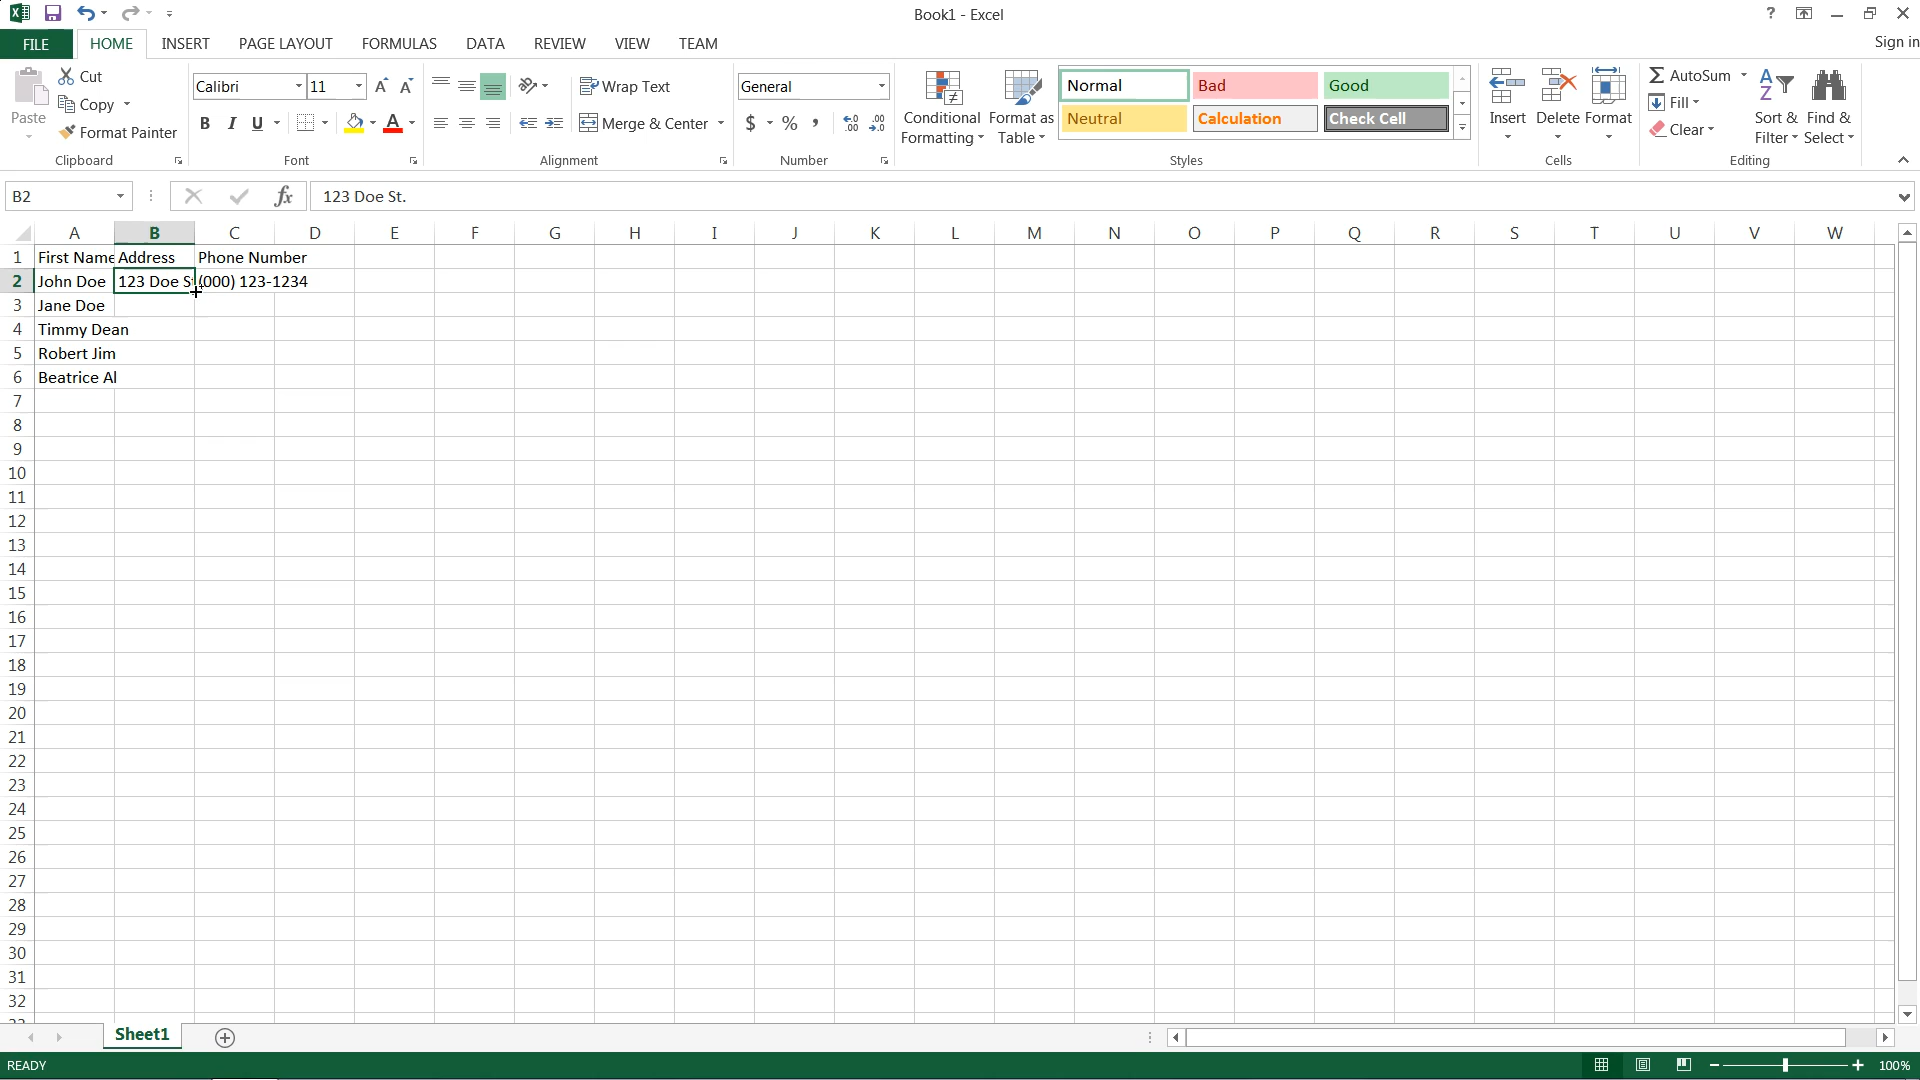 Book1 - Excel
?
FILE HOME INSERT PAGE LAYOUT FORMULAS DATA REVIEW VIEW TEAM Sign in
Paste
Cut
Copy
Format Painter
Clipboard
Calibri 11 A A
B I U A
Font
Wrap Text
Merge & Center
Alignment
General
$ % , .0 .00 .00 .0
Number
Conditional Formatting
Format as Table
Normal Bad Good
Neutral Calculation Check Cell
Styles
Insert Delete Format
Cells
AutoSum
Fill
Clear
Sort & Filter
Find & Select
Editing
B2 fx 123 Doe St.
A B C D E F G H I J K L M N O P Q R S T U V W
1 First Name Address Phone Number
2 John Doe 123 Doe St (000) 123-1234
3 Jane Doe
4 Timmy Dean
5 Robert Jim
6 Beatrice Al
7
8
9
10
11
12
13
14
15
16
17
18
19
20
21
22
23
24
25
26
27
28
29
30
31
32
Sheet1
READY 100%